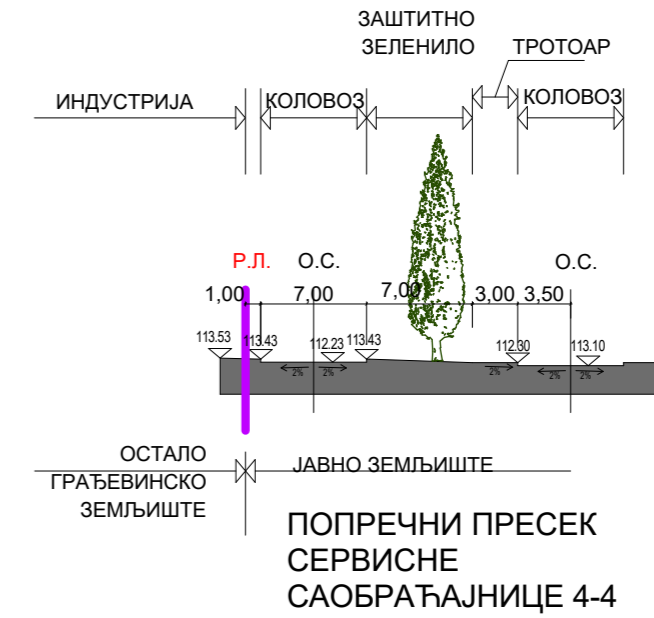 ЗАШТИТНО
ЗЕЛЕНИЛО
ТРОТОАР
ИНДУСТРИЈА
КОЛОВОЗ
КОЛОВОЗ
Р.Л.
О.С.
О.С.
1,00
7,00
7,00
3,00
3,50
113.53
113.43
112.23
113.43
112.30
113.10
2%
2%
2%
2%
2%
ОСТАЛО
ГРАЂЕВИНСКО
ЗЕМЉИШТЕ
ЈАВНО ЗЕМЉИШТЕ
ПОПРЕЧНИ ПРЕСЕК
СЕРВИСНЕ
САОБРАЋАЈНИЦЕ 4-4